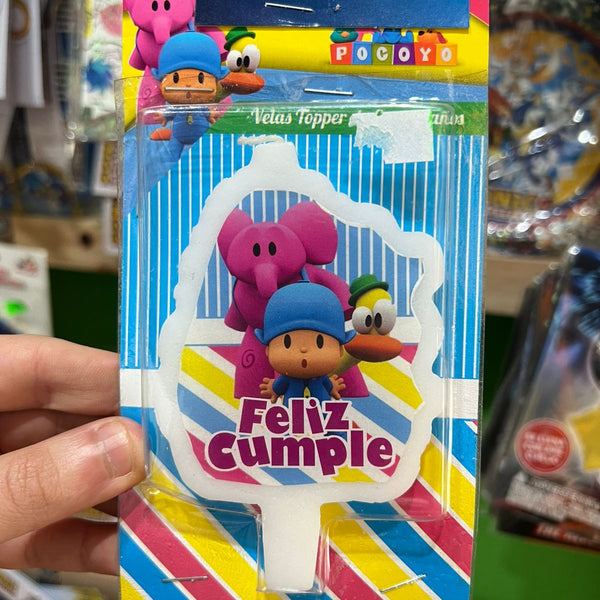 POCOYO
Velas Topper
Feliz
Cumple